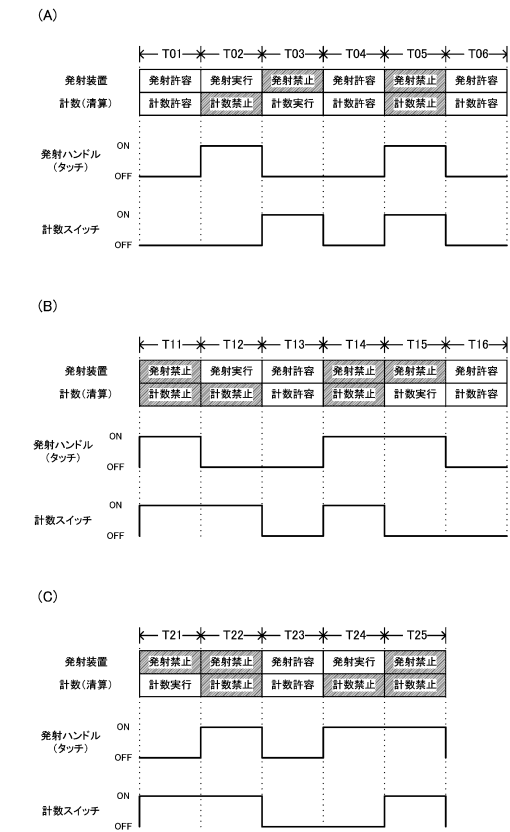 (A)
T01 T02 T03 T04 T05 T06
発射装置 発射許容 発射実行 発射禁止 発射許容 発射禁止 発射許容
計数(清算) 計数許容 計数禁止 計数実行 計数許容 計数禁止 計数許容
発射ハンドル
(タッチ)
ON
OFF
計数スイッチ
ON
OFF
(B)
T11 T12 T13 T14 T15 T16
発射装置 発射禁止 発射実行 発射許容 発射禁止 発射禁止 発射許容
計数(清算) 計数禁止 計数禁止 計数許容 計数禁止 計数実行 計数許容
発射ハンドル
(タッチ)
ON
OFF
計数スイッチ
ON
OFF
(C)
T21 T22 T23 T24 T25
発射装置 発射禁止 発射禁止 発射許容 発射実行 発射禁止
計数(清算) 計数実行 計数禁止 計数許容 計数禁止 計数禁止
発射ハンドル
(タッチ)
ON
OFF
計数スイッチ
ON
OFF